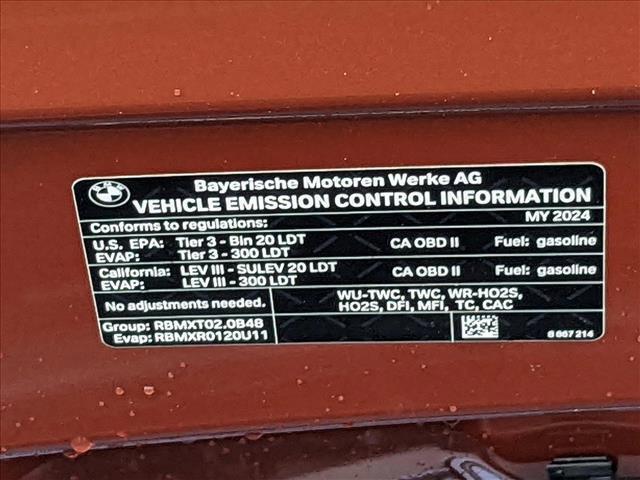 BMW
Bayerische Motoren Werke AG
VEHICLE EMISSION CONTROL INFORMATION
Conforms to regulations: MY 2024
U.S. EPA: Tier 3 - Bin 20 LDT CA OBD II Fuel: gasoline
EVAP: Tier 3 - 300 LDT
California: LEV III - SULEV 20 LDT CA OBD II Fuel: gasoline
EVAP: LEV III - 300 LDT
No adjustments needed.
WU-TWC, TWC, WR-HO2S,
HO2S, DFI, MFI, TC, CAC
Group: RBMXT02.0B48
Evap: RBMXR0120U11
6 667 214